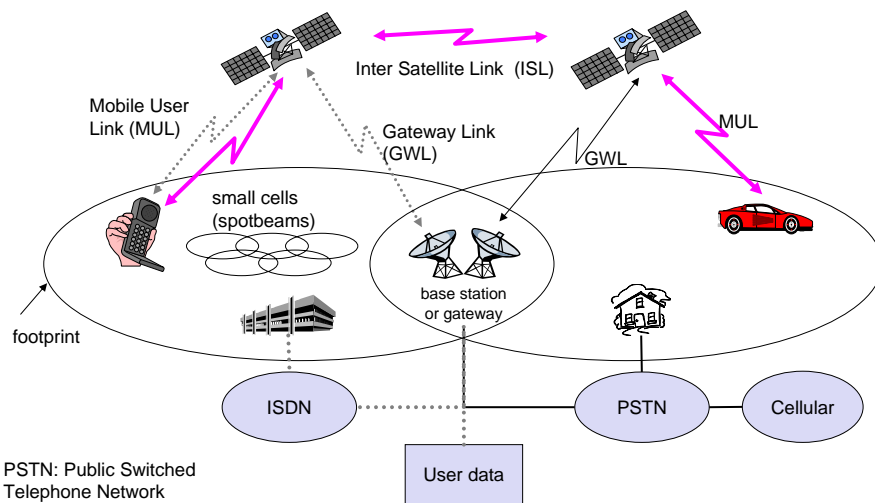 Inter Satellite Link (ISL)
Mobile User
Link (MUL)
Gateway Link
(GWL)
MUL
GWL
small cells
(spotbeams)
base station
or gateway
footprint
ISDN
PSTN
Cellular
User data
PSTN: Public Switched
Telephone Network